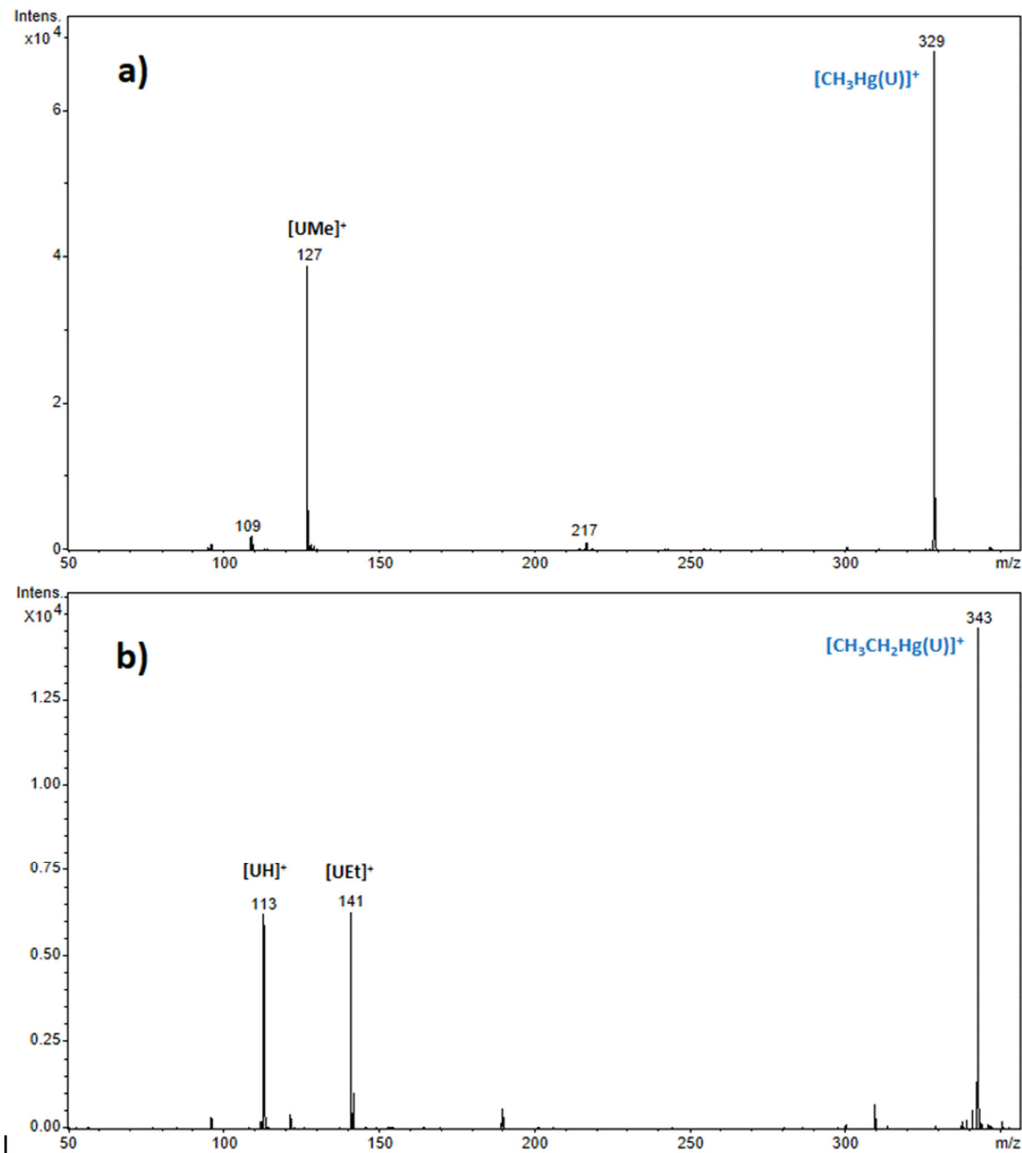 Intens.
x10⁴
a)
329
[CH₃Hg(U)]⁺
6
[UMe]⁺
127
4
2
109
217
0
50 100 150 200 250 300 m/z
Intens.
X10⁴
b)
343
[CH₃CH₂Hg(U)]⁺
1.25
1.00
[UH]⁺ [UEt]⁺
0.75
113 141
0.50
0.25
0.00
50 100 150 200 250 300 m/z